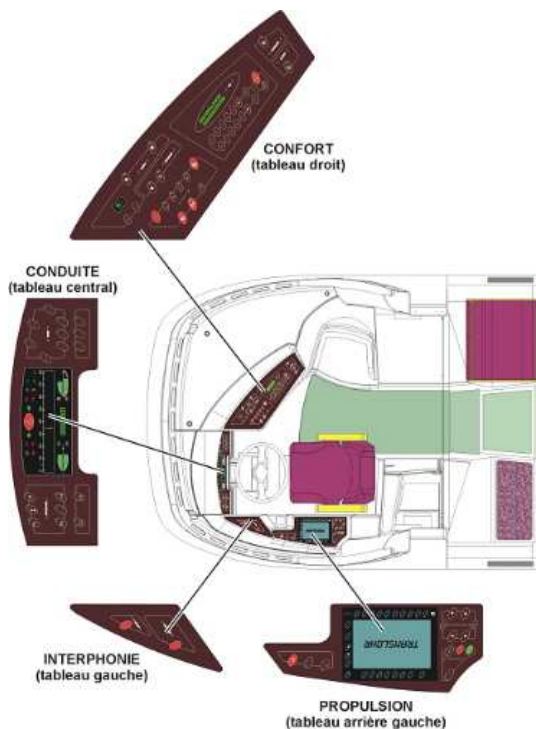 CONFORT
(tableau droit)
CONDUITE
(tableau central)
INTERPHONIE
(tableau gauche)
TRANSLOHR
PROPULSION
(tableau arrière gauche)